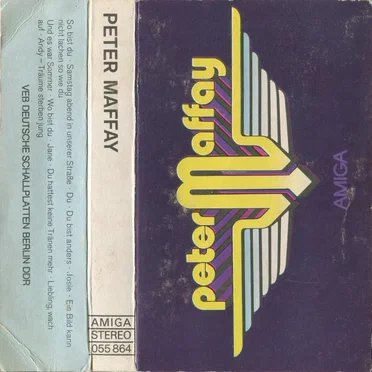 So bist du · Samstag abend in unserer Straße · Du · Du bist anders · Josie · Ein Bild kann
nicht lachen so wie du
Und es war Sommer · Wo bist du · Jane · Du hattest keine Tränen mehr · Liebling, wach
auf · Andy – Träume sterben jung
VEB DEUTSCHE SCHALLPLATTEN BERLIN DDR
PETER MAFFAY
AMIGA
STEREO
055 864
peter Maffay
AMIGA